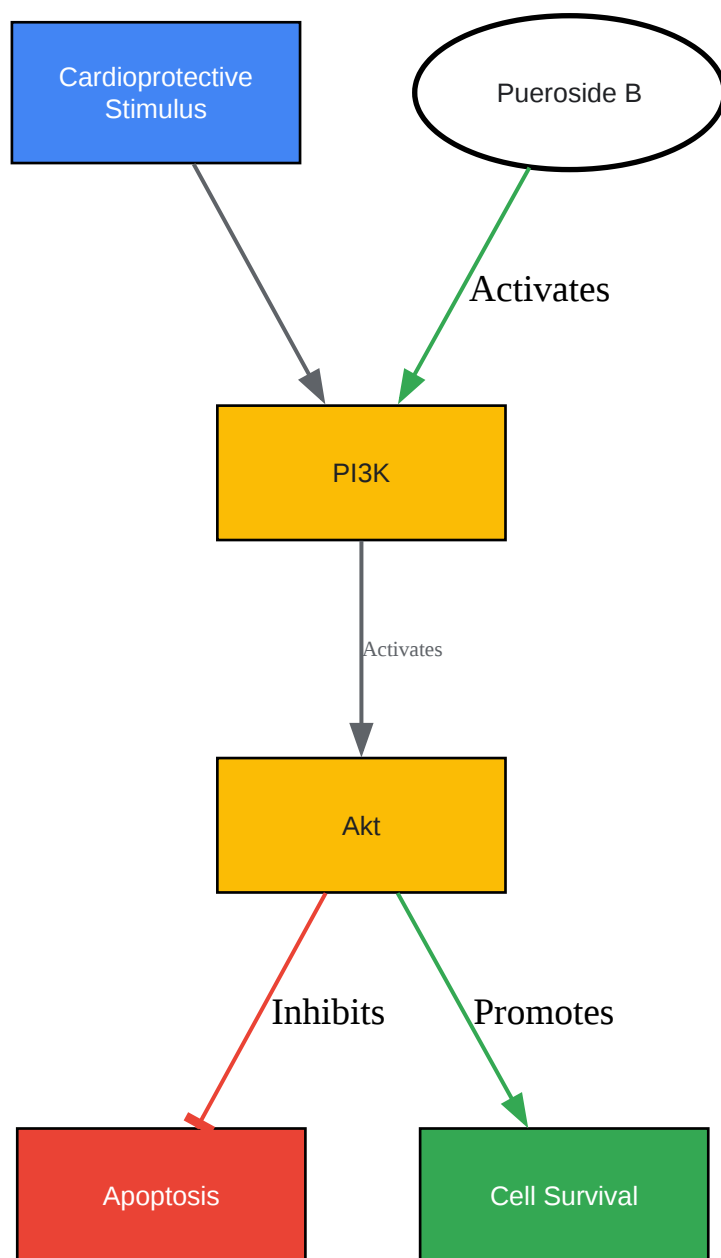 Cardioprotective
Stimulus
Pueroside B
Activates
PI3K
Activates
Akt
Inhibits
Promotes
Apoptosis
Cell Survival